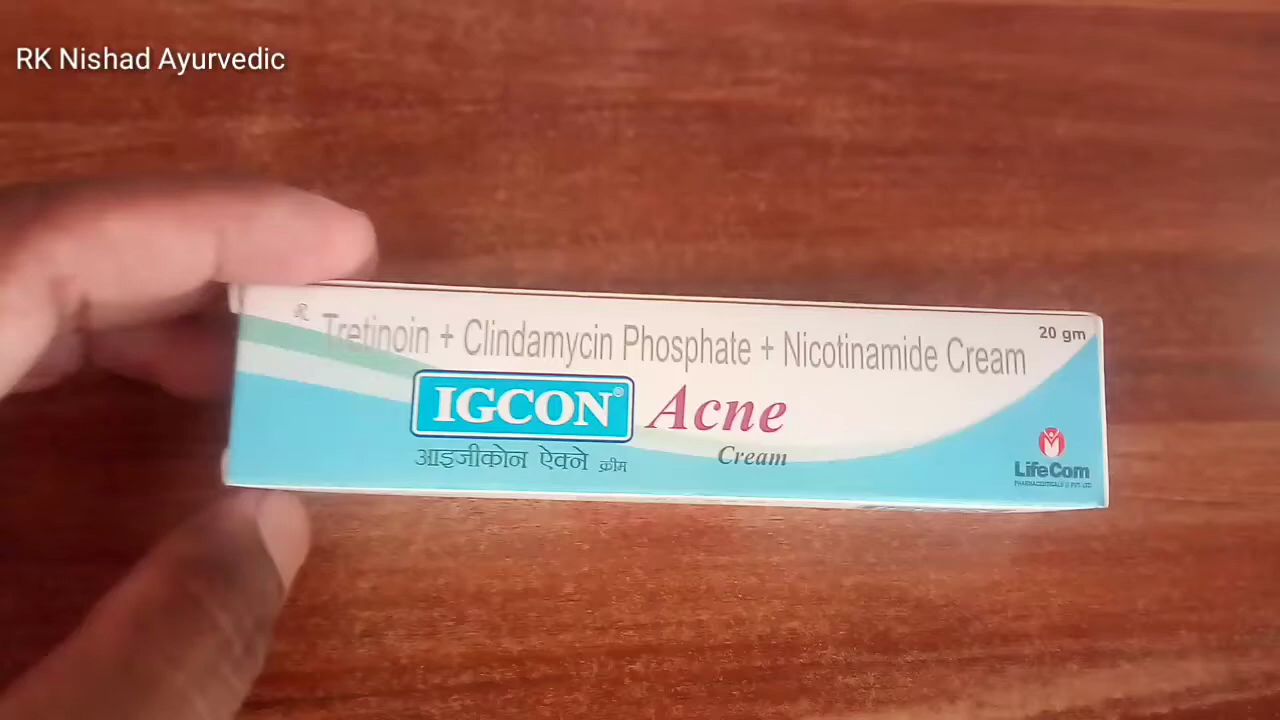 RK Nishad Ayurvedic
20 gm
Tretinoin + Clindamycin Phosphate + Nicotinamide Cream
IGCON® Acne
Cream
आइजीकोन ऐक्ने क्रीम
LifeCom